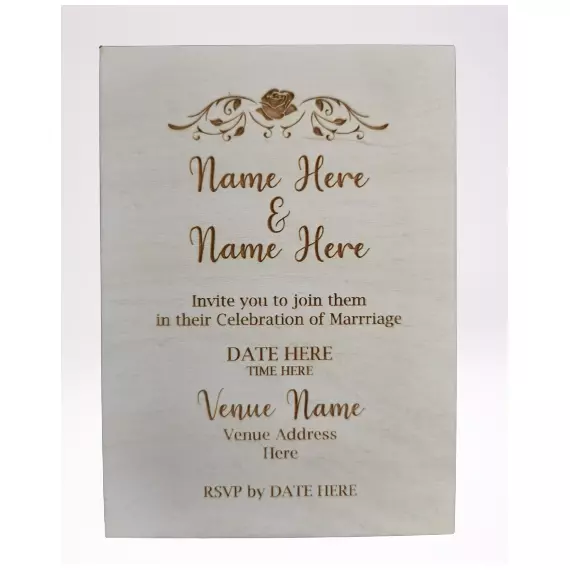 Name Here
&
Name Here
Invite you to join them
in their Celebration of Marrriage
DATE HERE
TIME HERE
Venue Name
Venue Address
Here
RSVP by DATE HERE